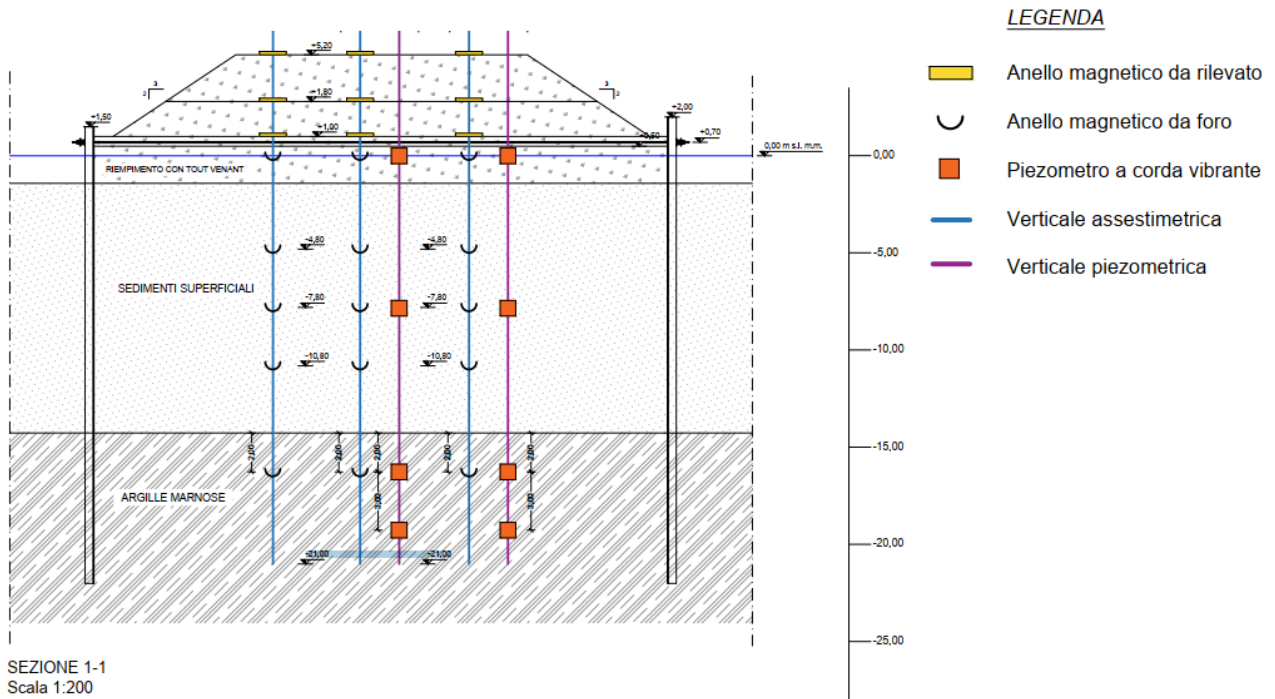 LEGENDA
Anello magnetico da rilevato
Anello magnetico da foro
Piezometro a corda vibrante
Verticale assestimetrica
Verticale piezometrica
+5,20
3
2
3
2
+1,80
+1,50
+2,00
+1,00
+0,50
+0,70
0,00 m s.l. m.m.
0,00
RIEMPIMENTO CON TOUT VENANT
-4,80
-4,80
-5,00
SEDIMENTI SUPERFICIALI
-7,80
-7,80
-10,00
-10,80
-10,80
-15,00
2,00
2,00
2,00
2,00
2,00
ARGILLE MARNOSE
3,00
3,00
-20,00
-21,00
-21,00
-25,00
SEZIONE 1-1
Scala 1:200